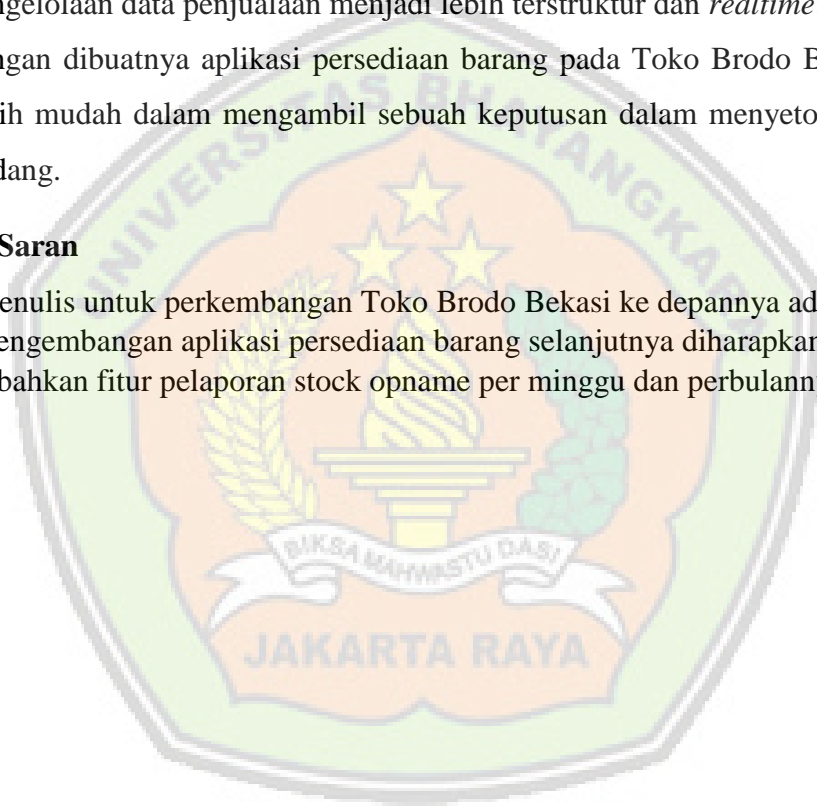 ngelolaan data penjualaan menjadi lebih terstruktur dan realtime
ngan dibuatnya aplikasi persediaan barang pada Toko Brodo B
ih mudah dalam mengambil sebuah keputusan dalam menyeto
dang.
Saran
enulis untuk perkembangan Toko Brodo Bekasi ke depannya ad
engembangan aplikasi persediaan barang selanjutnya diharapkan
bahkan fitur pelaporan stock opname per minggu dan perbulann
UNIVERSITAS BHAYANGKARA
BIKSA MAHWASTU DASI
JAKARTA RAYA